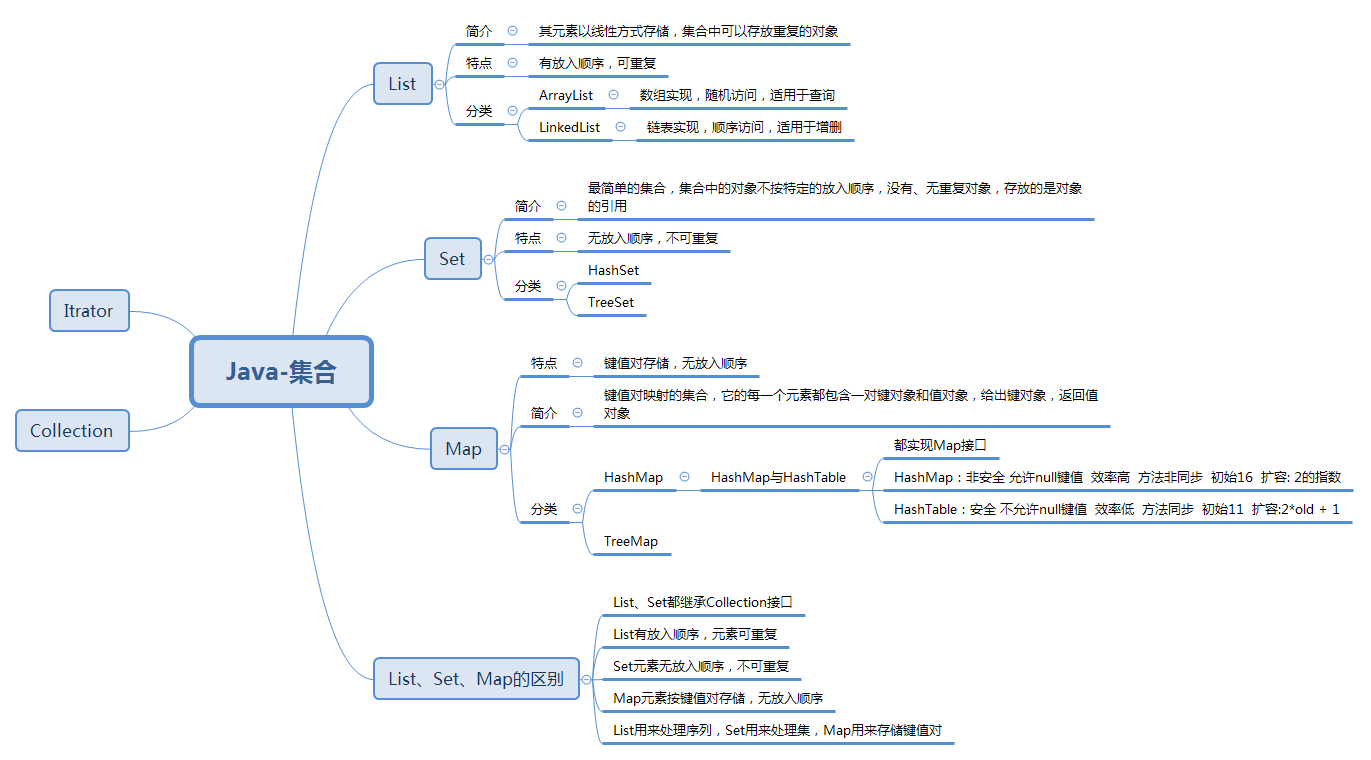 Java-集合
Itrator
Collection
List
简介
其元素以线性方式存储，集合中可以存放重复的对象
特点
有放入顺序，可重复
分类
ArrayList
数组实现，随机访问，适用于查询
LinkedList
链表实现，顺序访问，适用于增删
Set
简介
最简单的集合，集合中的对象不按特定的放入顺序，没有、无重复对象，存放的是对象
的引用
特点
无放入顺序，不可重复
分类
HashSet
TreeSet
Map
特点
键值对存储，无放入顺序
简介
键值对映射的集合，它的每一个元素都包含一对键对象和值对象，给出键对象，返回值
对象
分类
HashMap
HashMap与HashTable
都实现Map接口
HashMap：非安全 允许null键值 效率高 方法非同步 初始16 扩容: 2的指数
HashTable：安全 不允许null键值 效率低 方法同步 初始11 扩容:2*old + 1
TreeMap
List、Set、Map的区别
List、Set都继承Collection接口
List有放入顺序，元素可重复
Set元素无放入顺序，不可重复
Map元素按键值对存储，无放入顺序
List用来处理序列，Set用来处理集，Map用来存储键值对